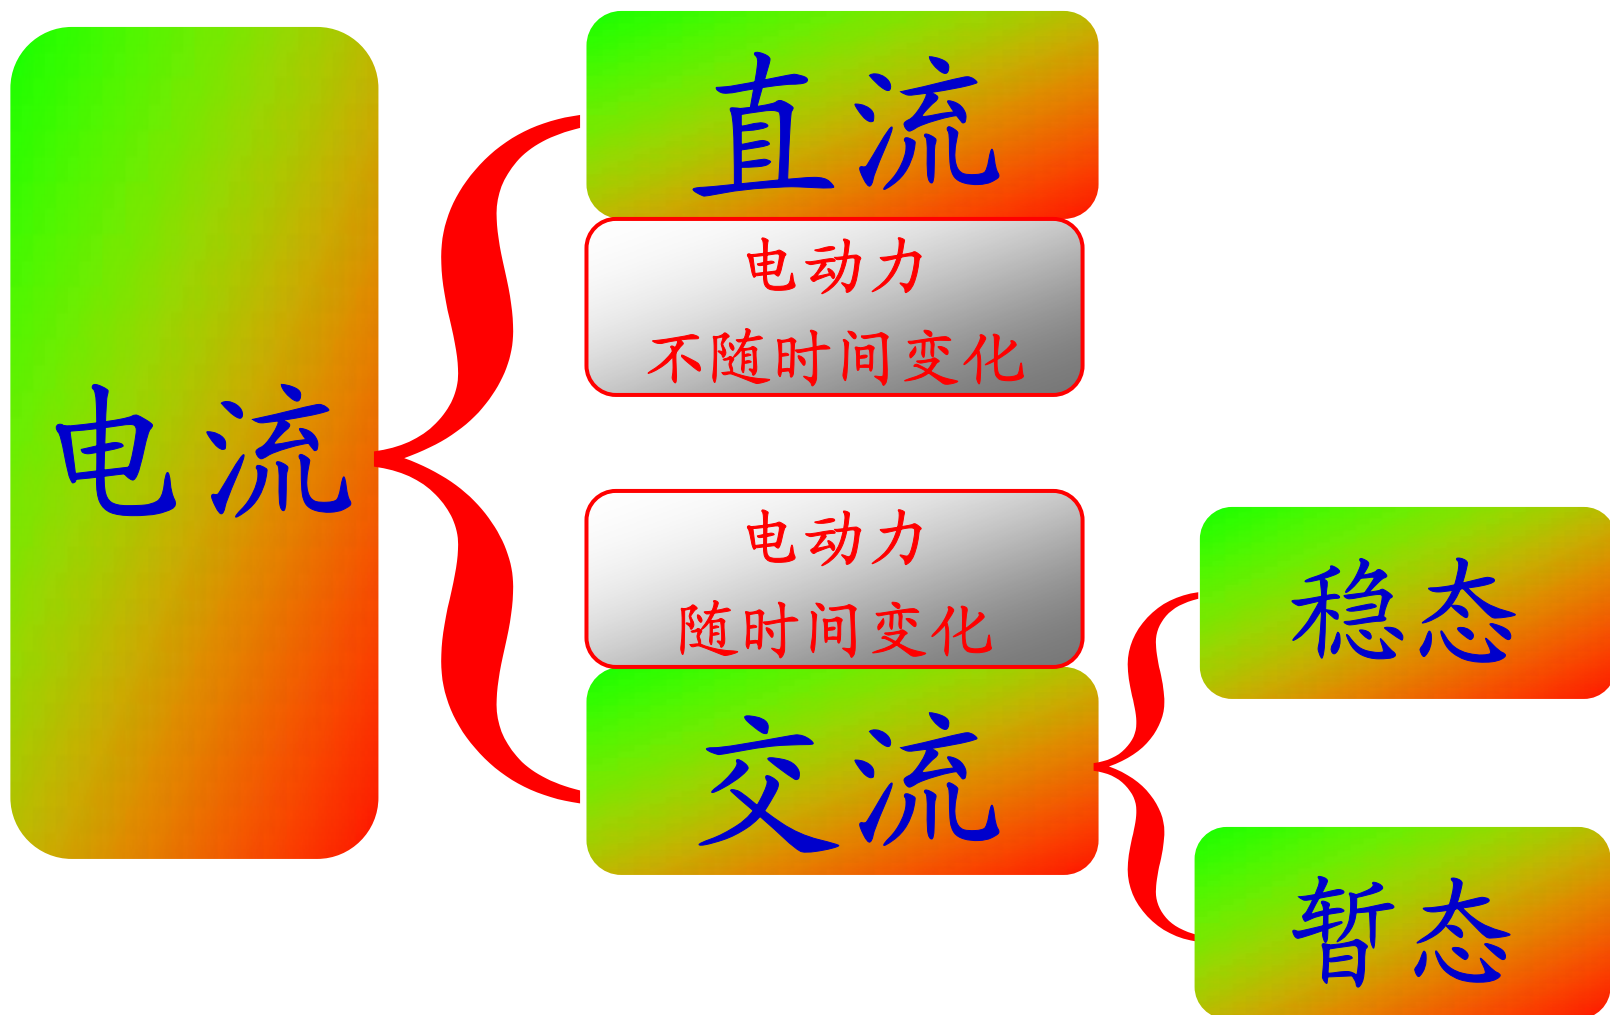 电流
直流
电动力
不随时间变化
电动力
随时间变化
交流
稳态
暂态